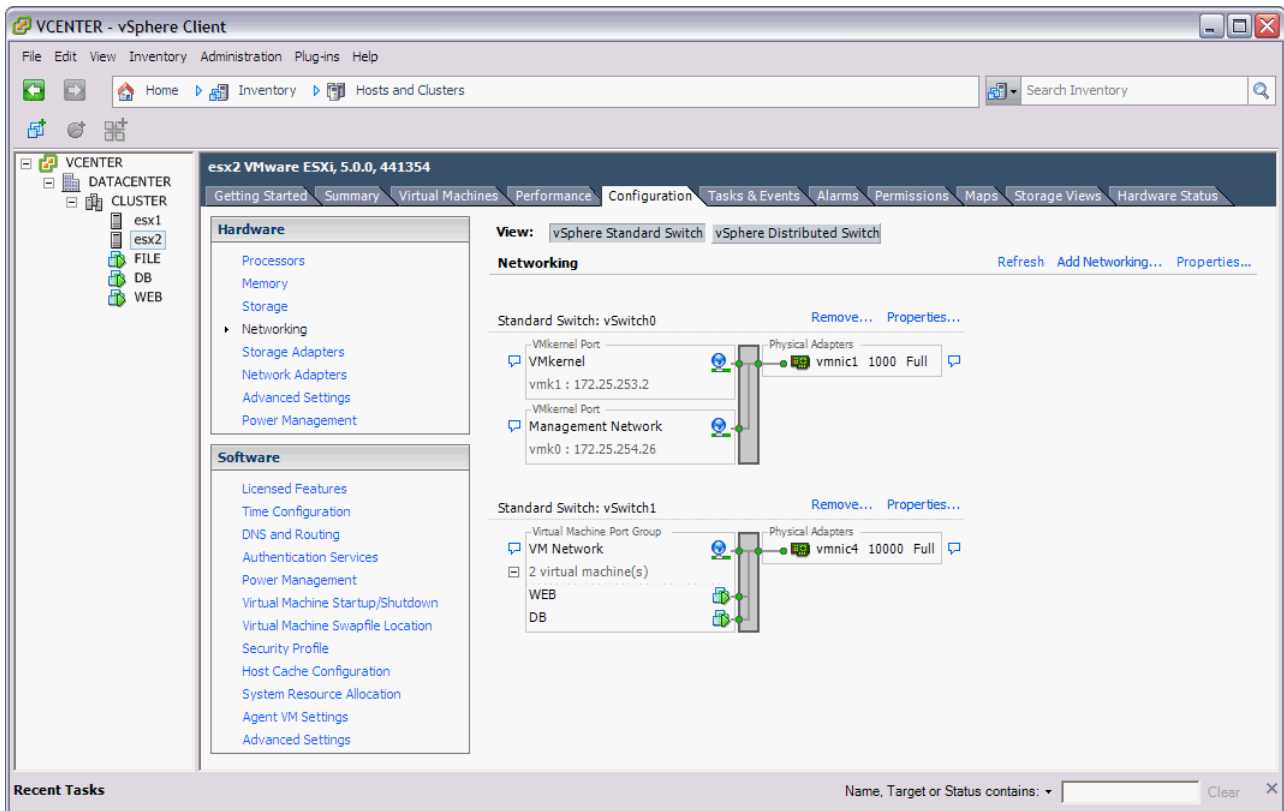 VCENTER - vSphere Client
File Edit View Inventory Administration Plug-ins Help
Home Inventory Hosts and Clusters
Search Inventory
VCENTER
DATACENTER
CLUSTER
esx1
esx2
FILE
DB
WEB
esx2 VMware ESXi, 5.0.0, 441354
Getting Started Summary Virtual Machines Performance Configuration Tasks & Events Alarms Permissions Maps Storage Views Hardware Status
Hardware
Processors
Memory
Storage
Networking
Storage Adapters
Network Adapters
Advanced Settings
Power Management
Software
Licensed Features
Time Configuration
DNS and Routing
Authentication Services
Power Management
Virtual Machine Startup/Shutdown
Virtual Machine Swapfile Location
Security Profile
Host Cache Configuration
System Resource Allocation
Agent VM Settings
Advanced Settings
View: vSphere Standard Switch vSphere Distributed Switch
Networking Refresh Add Networking... Properties...
Standard Switch: vSwitch0 Remove... Properties...
VMkernel Port Physical Adapters
VMkernel vmnic1 1000 Full
vmk1 : 172.25.253.2
VMkernel Port
Management Network
vmk0 : 172.25.254.26
Standard Switch: vSwitch1 Remove... Properties...
Virtual Machine Port Group Physical Adapters
VM Network vmnic4 10000 Full
2 virtual machine(s)
WEB
DB
Recent Tasks Name, Target or Status contains: Clear